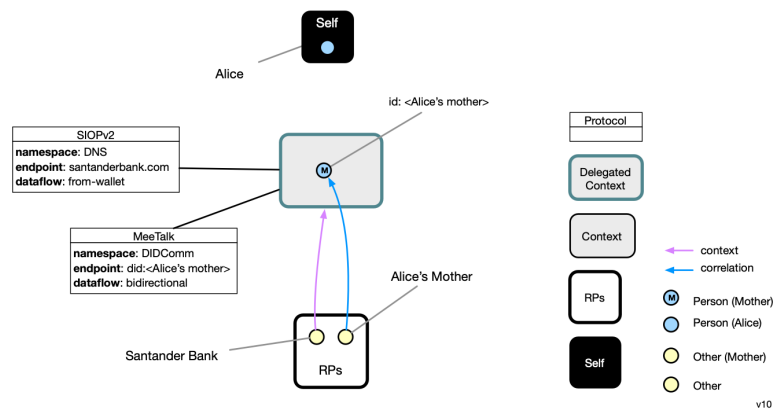 Self
Alice
id: <Alice's mother>
SIOPv2
namespace: DNS
endpoint: santanderbank.com
dataflow: from-wallet
M
MeeTalk
namespace: DIDComm
endpoint: did:<Alice's mother>
dataflow: bidirectional
Alice's Mother
Santander Bank
RPs
Protocol
Delegated
Context
Context
RPs
Self
context
correlation
M
Person (Mother)
Person (Alice)
Other (Mother)
Other
v10